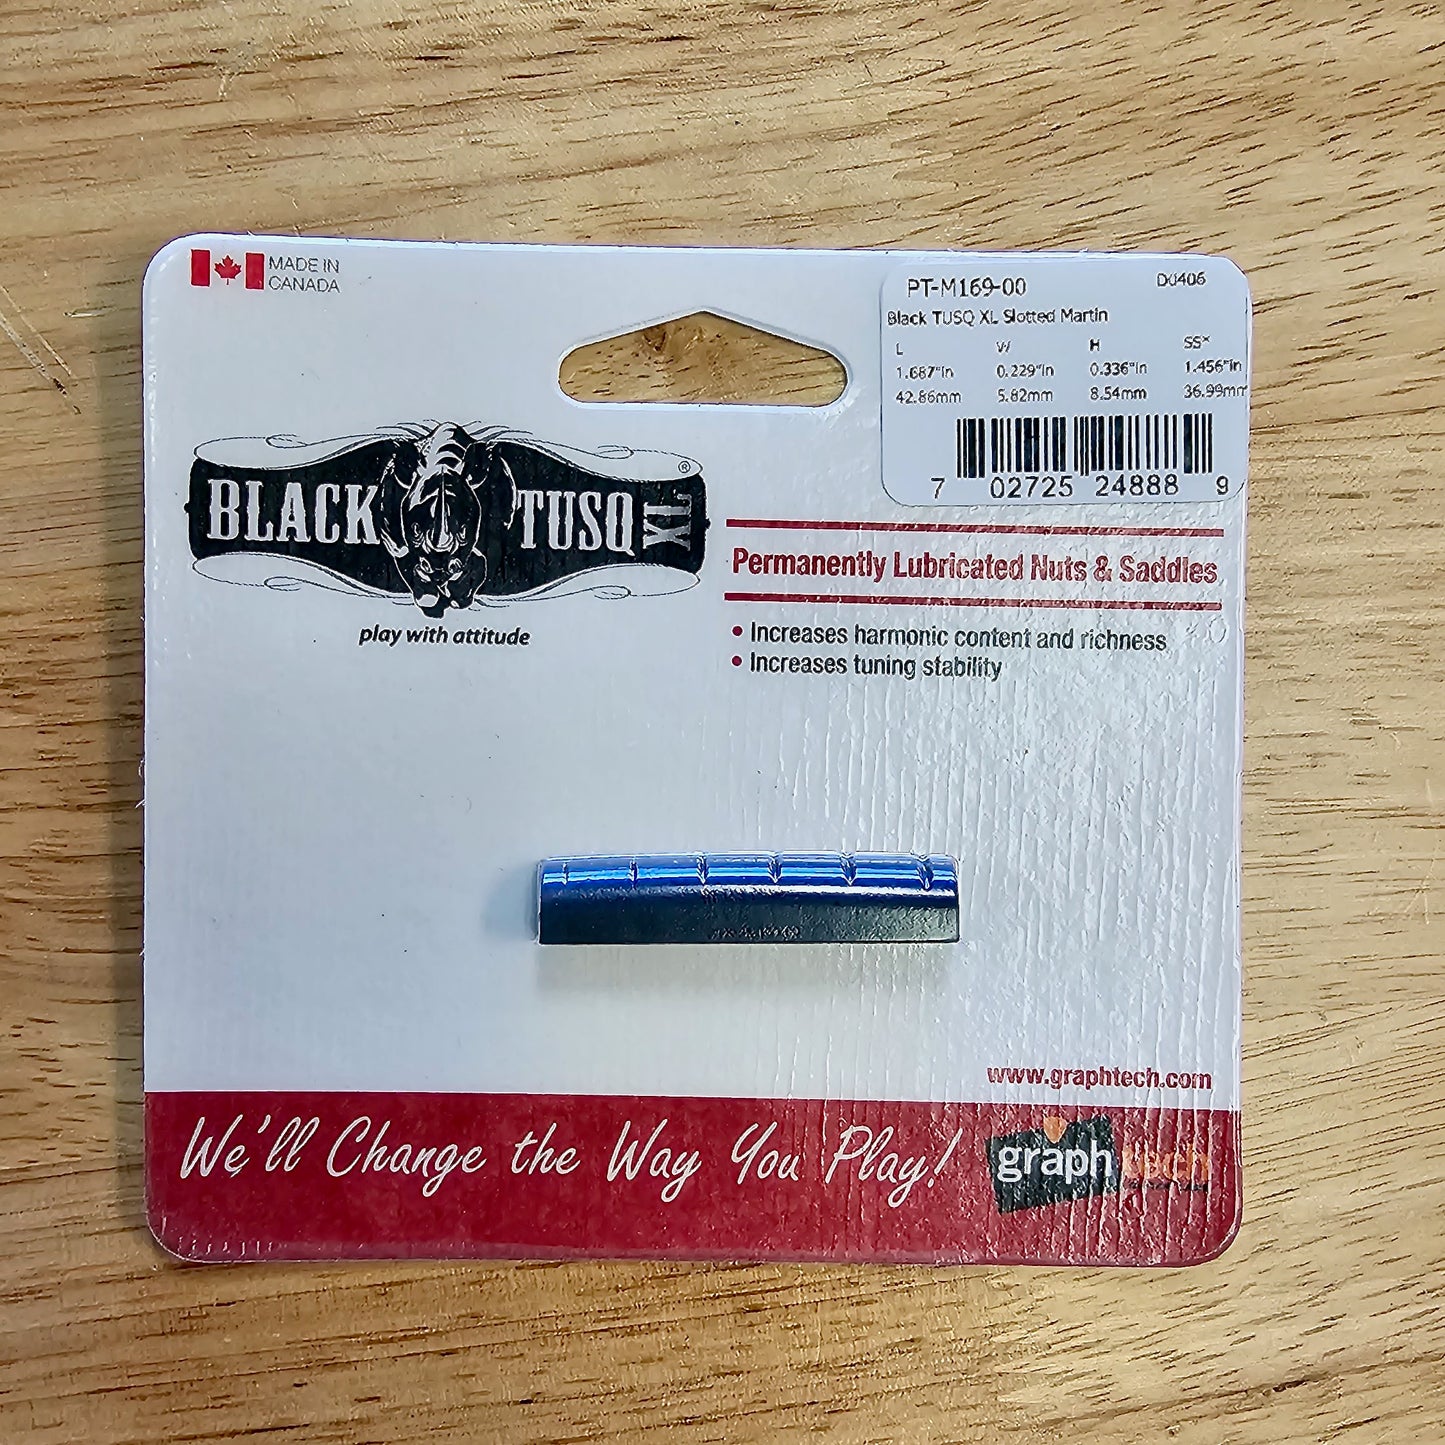 MADE IN
CANADA
PT-M169-00 D0406
Black TUSQ XL Slotted Martin
L W H SS*
1.687"in 0.229"in 0.336"in 1.456"in
42.86mm 5.82mm 8.54mm 36.99mm
7 02725 24888 9
BLACK TUSQ XL ®
play with attitude
Permanently Lubricated Nuts & Saddles
• Increases harmonic content and richness
• Increases tuning stability
www.graphtech.com
We'll Change the Way You Play!
graph tech